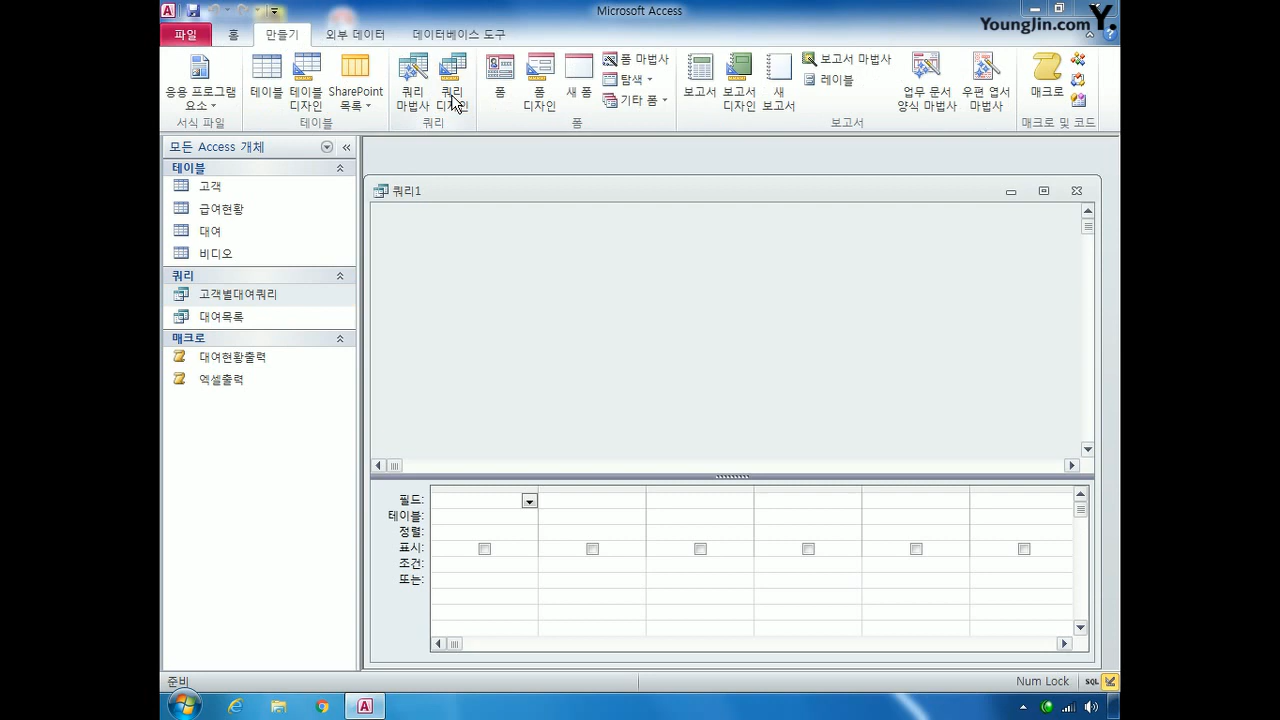 Microsoft Access
Younglin.com Y.
파일 홈 만들기 외부 데이터 데이터베이스 도구
응용 프로그램 요소
테이블
테이블 디자인
SharePoint 목록
쿼리 마법사
쿼리 디자인
폼
폼 디자인
새 폼
폼 마법사
탐색
기타 폼
보고서
보고서 디자인
새 보고서
보고서 마법사
레이블
업무 문서 양식 마법사
우편 엽서 마법사
매크로
서식 파일 테이블 쿼리 폼 보고서 매크로 및 코드
모든 Access 개체
테이블
고객
급여현황
대여
비디오
쿼리
고객별대여쿼리
대여목록
매크로
대여현황출력
엑셀출력
쿼리1
필드:
테이블:
정렬:
표시:
조건:
또는:
준비 Num Lock SQL